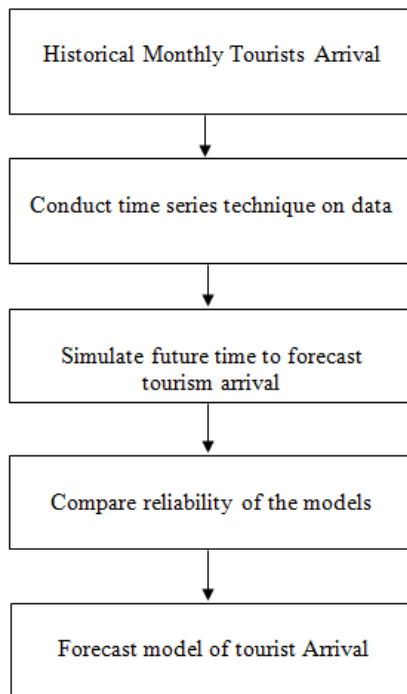 Historical Monthly Tourists Arrival
Conduct time series technique on data
Simulate future time to forecast
tourism arrival
Compare reliability of the models
Forecast model of tourist Arrival